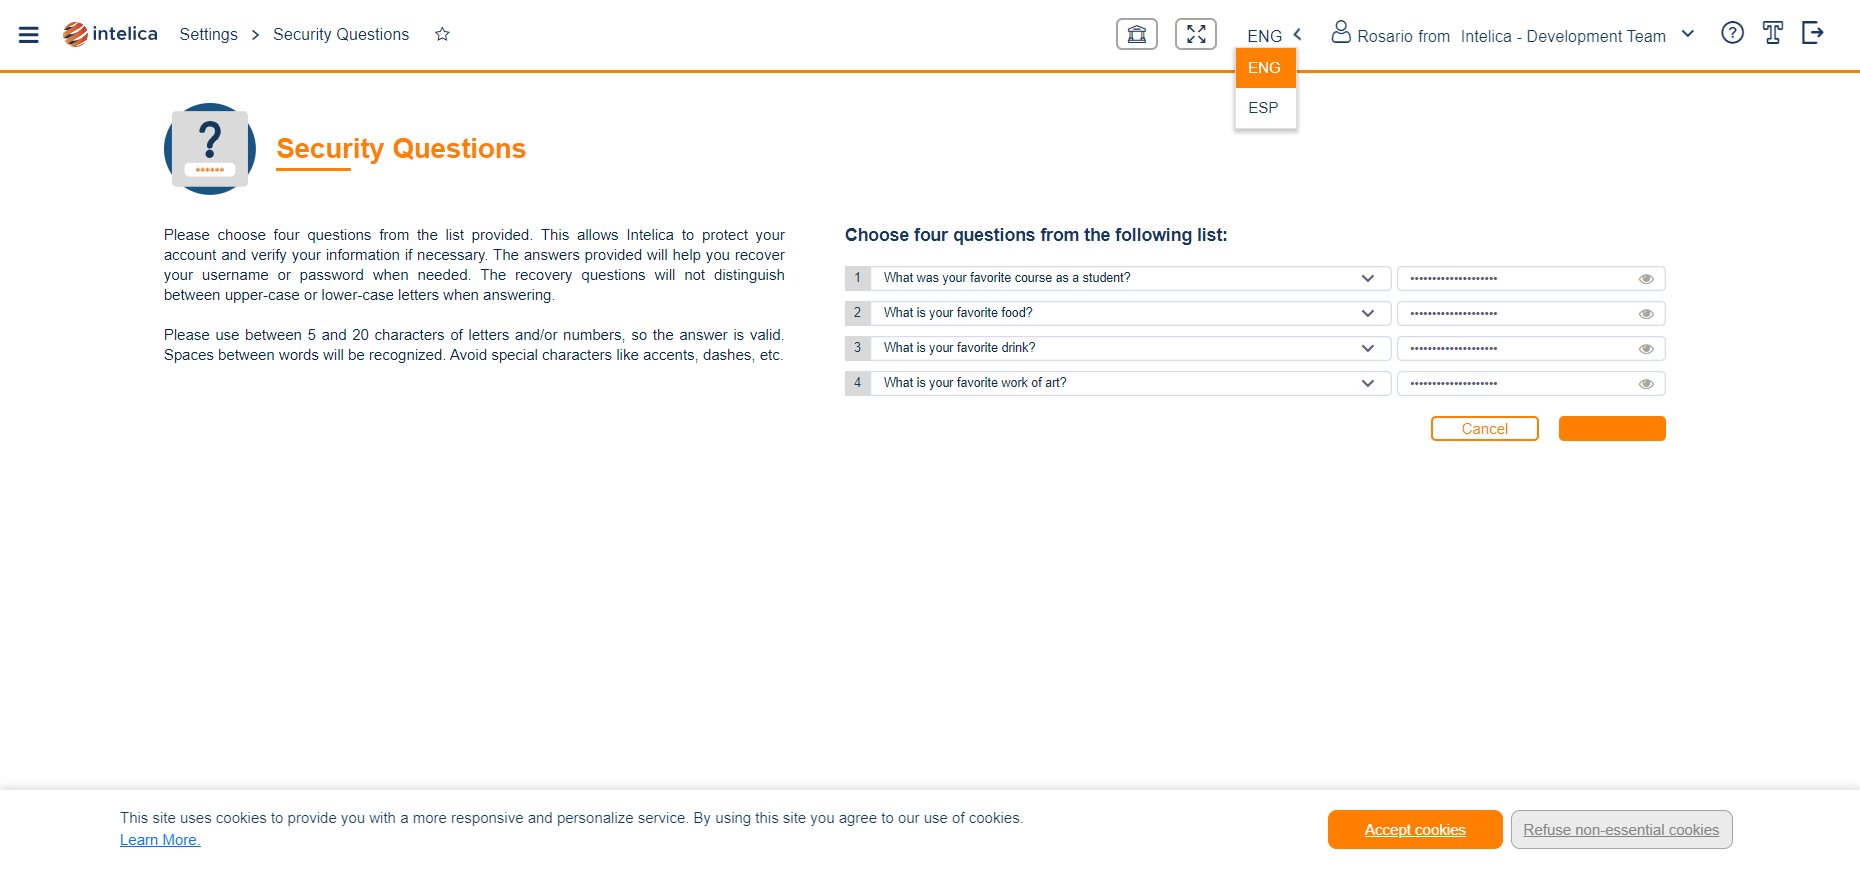 intelica Settings > Security Questions
ENG
Rosario from Intelica - Development Team
ENG
ESP
?
******
Security Questions
Please choose four questions from the list provided. This allows Intelica to protect your
account and verify your information if necessary. The answers provided will help you recover
your username or password when needed. The recovery questions will not distinguish
between upper-case or lower-case letters when answering.
Please use between 5 and 20 characters of letters and/or numbers, so the answer is valid.
Spaces between words will be recognized. Avoid special characters like accents, dashes, etc.
Choose four questions from the following list:
1 What was your favorite course as a student? ••••••••••••••••••••
2 What is your favorite food? ••••••••••••••••••••
3 What is your favorite drink? ••••••••••••••••••••
4 What is your favorite work of art? ••••••••••••••••••••
Cancel
This site uses cookies to provide you with a more responsive and personalize service. By using this site you agree to our use of cookies.
Learn More.
Accept cookies
Refuse non-essential cookies